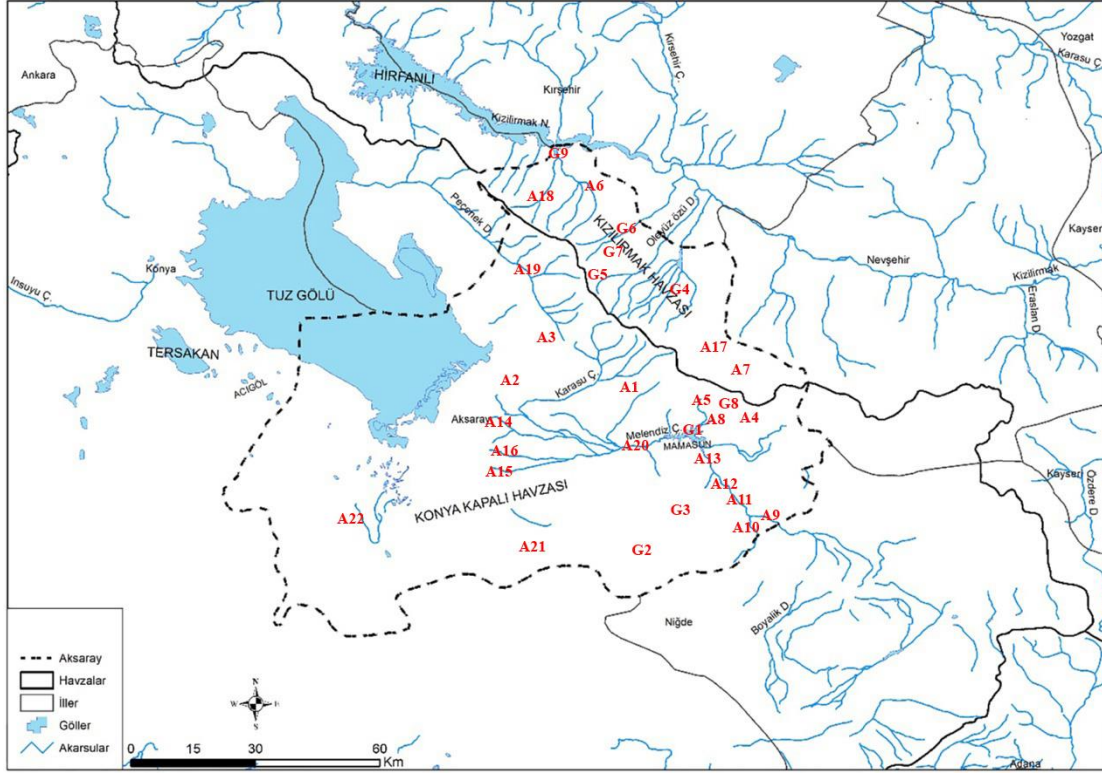 Yozgat
Karasu Ç.
Ankara
HİRFANLI
Kırşehir Ç.
Kırşehir
Kızılırmak N.
G9
A6
A18
Peçenek D.
G6
Oleyüz özü D.
KIZILIRMAK HAVZASI
G7
Kayseri
Nevşehir
Konya
A19
G5
Kızılirmak
İnsuyu Ç.
TUZ GÖLÜ
G4
Eraslan D.
A3
A17
TERSAKAN
A7
ACIGÖL
A2
Karasu Ç.
A1
A5
G8
Aksaray
A14
A8
A4
Melendiz Ç.
G1
A20
MAMASUN
A16
A13
A15
Kayseri
Özdere D.
KONYA KAPALI HAVZASI
A12
A11
A22
G3
A9
A10
A21
G2
Niğde
Boyalık D.
Aksaray
Havzalar
İller
Göller
Akarsular
N
W
E
S
0 15 30 60
Km
Adana